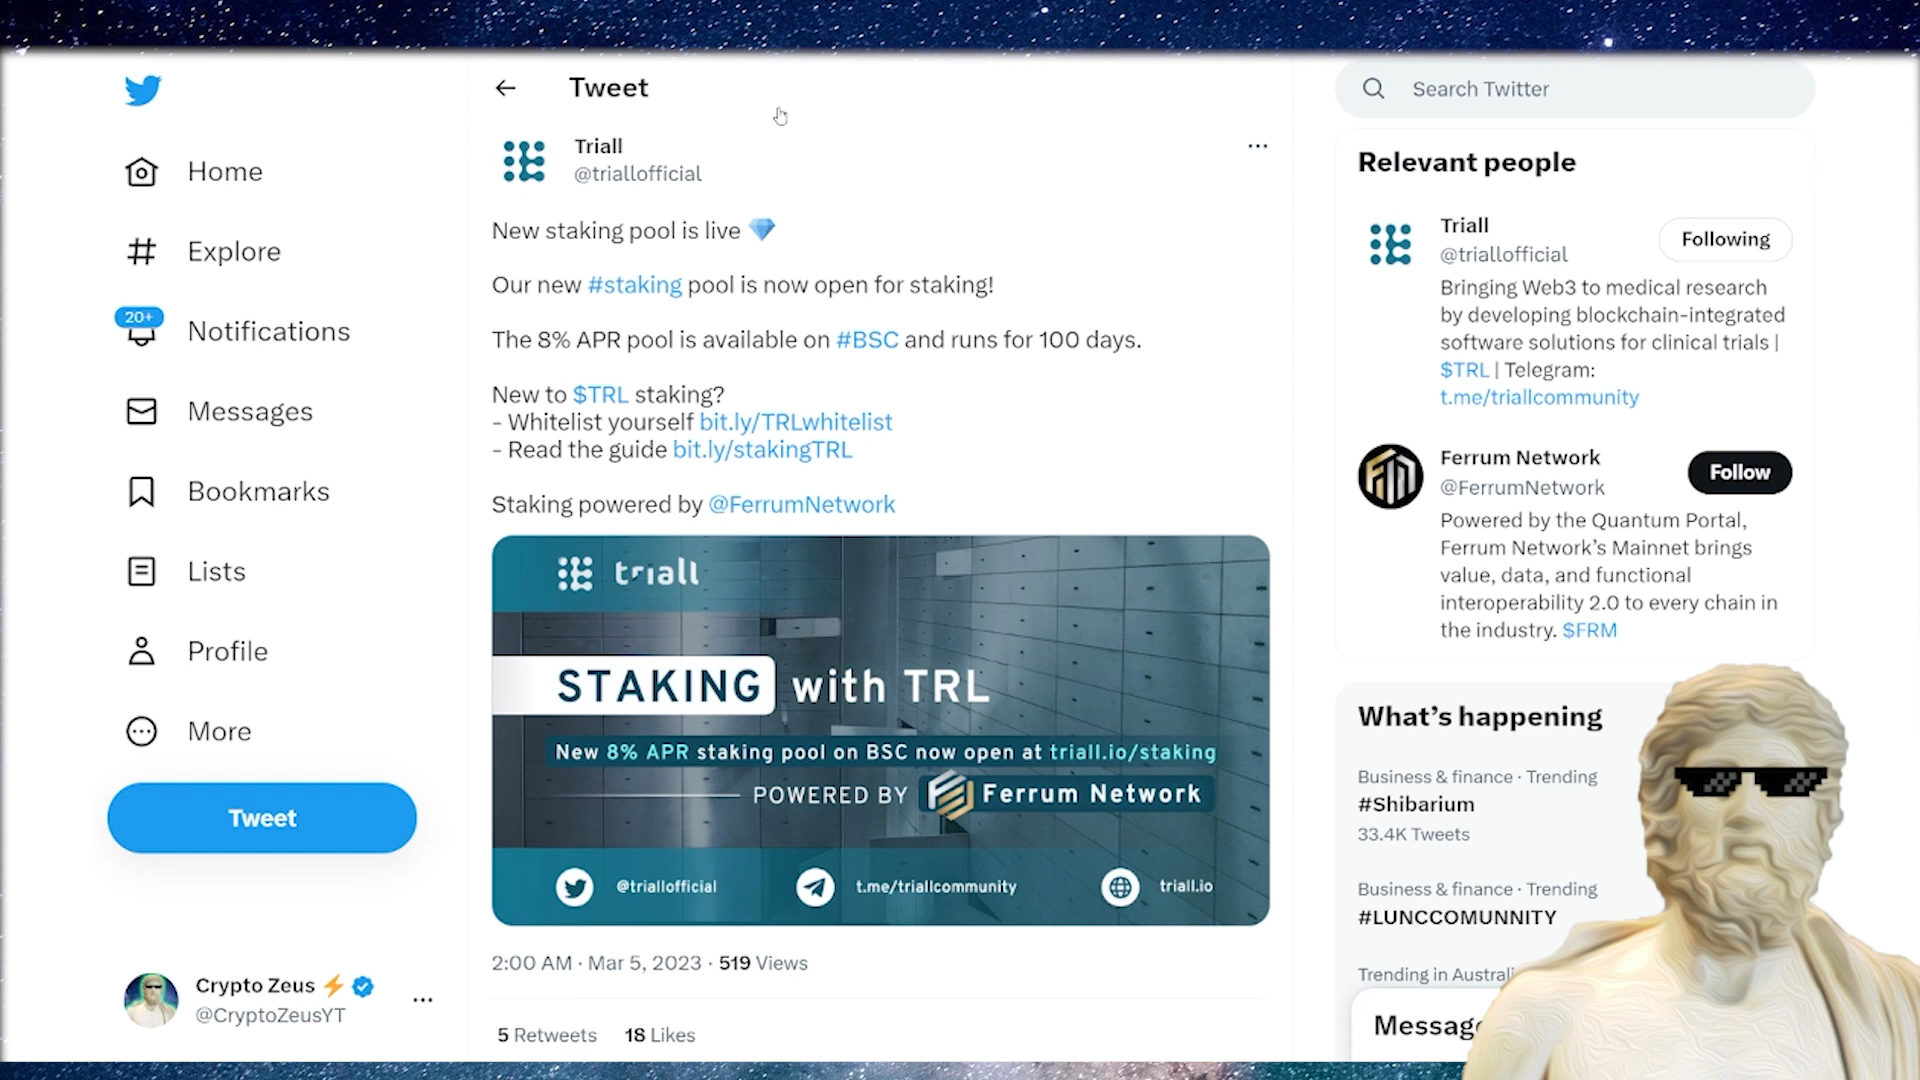 Home
Explore
20+
Notifications
Messages
Bookmarks
Lists
Profile
More
Tweet
Crypto Zeus
@CryptoZeusYT
Tweet
Triall
@triallofficial
New staking pool is live
Our new #staking pool is now open for staking!
The 8% APR pool is available on #BSC and runs for 100 days.
New to $TRL staking?
- Whitelist yourself bit.ly/TRLwhitelist
- Read the guide bit.ly/stakingTRL
Staking powered by @FerrumNetwork
triall
STAKING with TRL
New 8% APR staking pool on BSC now open at triall.io/staking
POWERED BY Ferrum Network
@triallofficial t.me/triallcommunity triall.io
2:00 AM · Mar 5, 2023 · 519 Views
5 Retweets 18 Likes
Search Twitter
Relevant people
Triall
@triallofficial
Following
Bringing Web3 to medical research
by developing blockchain-integrated
software solutions for clinical trials |
$TRL | Telegram:
t.me/triallcommunity
Ferrum Network
@FerrumNetwork
Follow
Powered by the Quantum Portal,
Ferrum Network's Mainnet brings
value, data, and functional
interoperability 2.0 to every chain in
the industry. $FRM
What's happening
Business & finance · Trending
#Shibarium
33.4K Tweets
Business & finance · Trending
#LUNCCOMUNNITY
Trending in